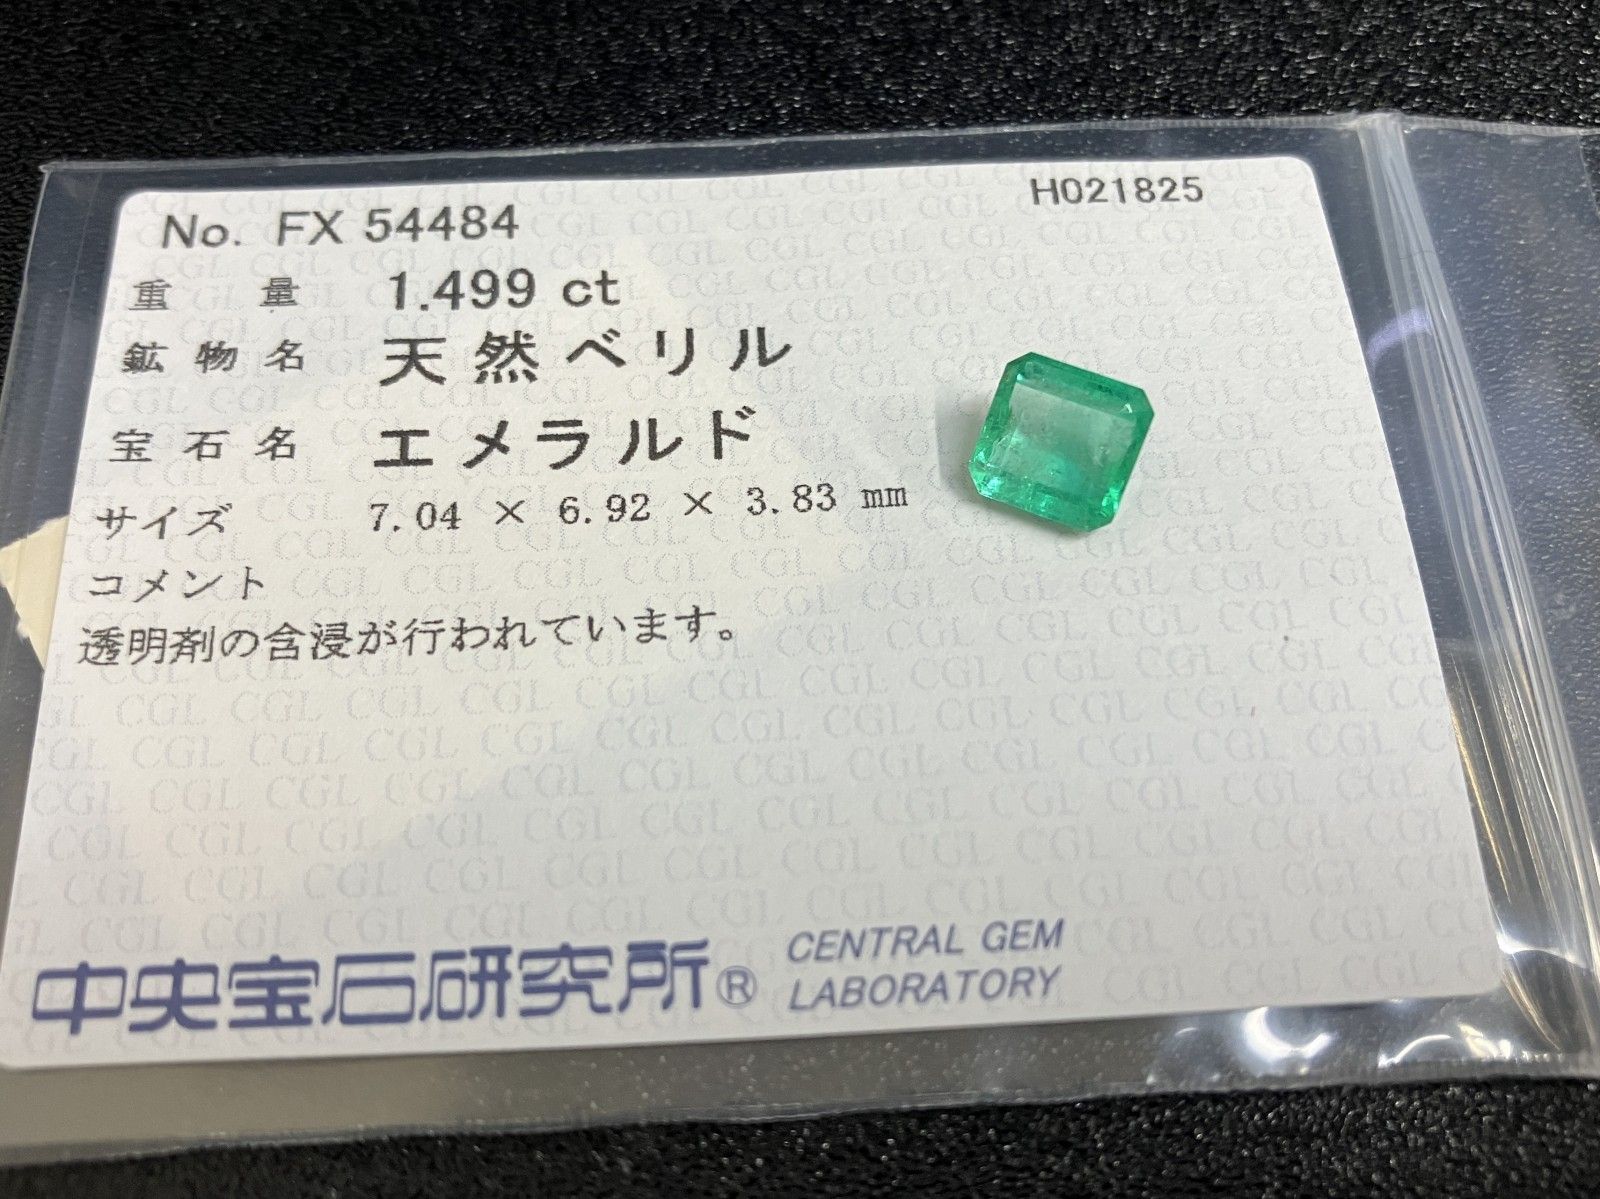 No. FX 54484
H021825
重量 1.499 ct
鉱物名 天然ベリル
宝石名 エメラルド
サイズ 7.04 × 6.92 × 3.83 mm
コメント
透明剤の含浸が行われています。
中央宝石研究所® CENTRAL GEM
LABORATORY